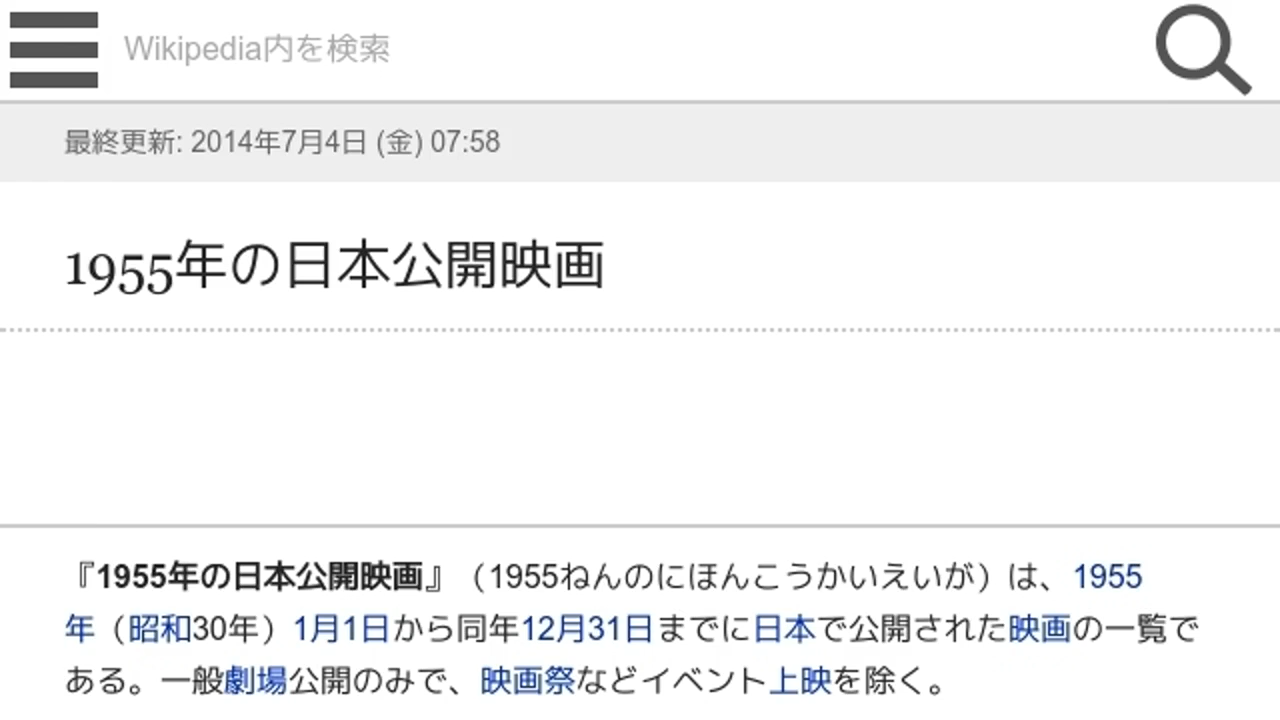 Wikipedia内を検索
最終更新: 2014年7月4日 (金) 07:58
1955年の日本公開映画
『1955年の日本公開映画』（1955ねんのにほんこうかいえいが）は、1955
年（昭和30年）1月1日から同年12月31日までに日本で公開された映画の一覧で
ある。一般劇場公開のみで、映画祭などイベント上映を除く。